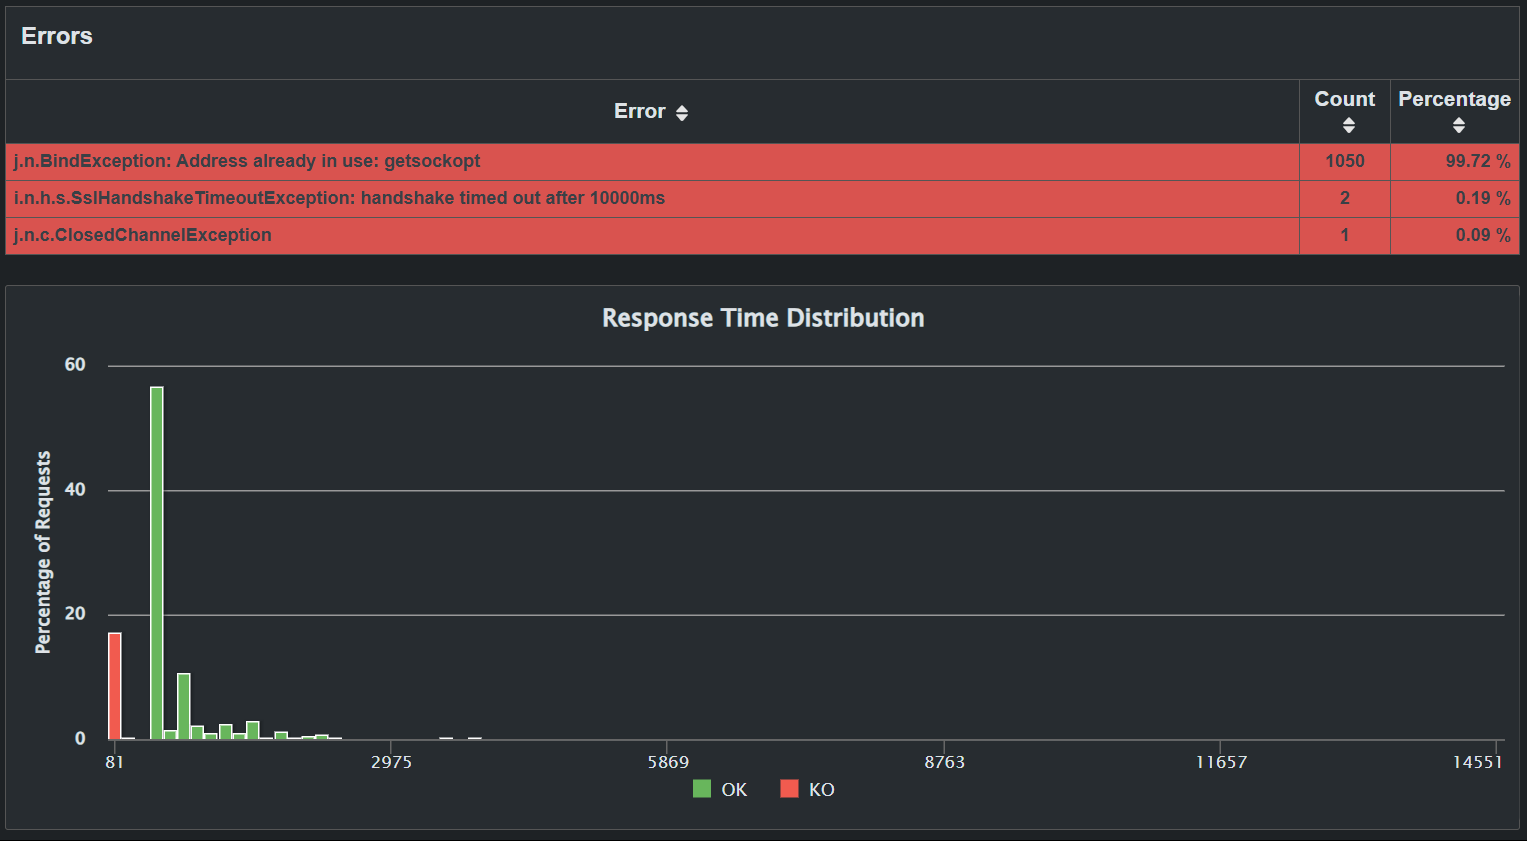 Errors
Error Count Percentage
j.n.BindException: Address already in use: getsockopt 1050 99.72 %
i.n.h.s.SslHandshakeTimeoutException: handshake timed out after 10000ms 2 0.19 %
j.n.c.ClosedChannelException 1 0.09 %
Response Time Distribution
Percentage of Requests
60
40
20
0
81 2975 5869 8763 11657 14551
OK KO